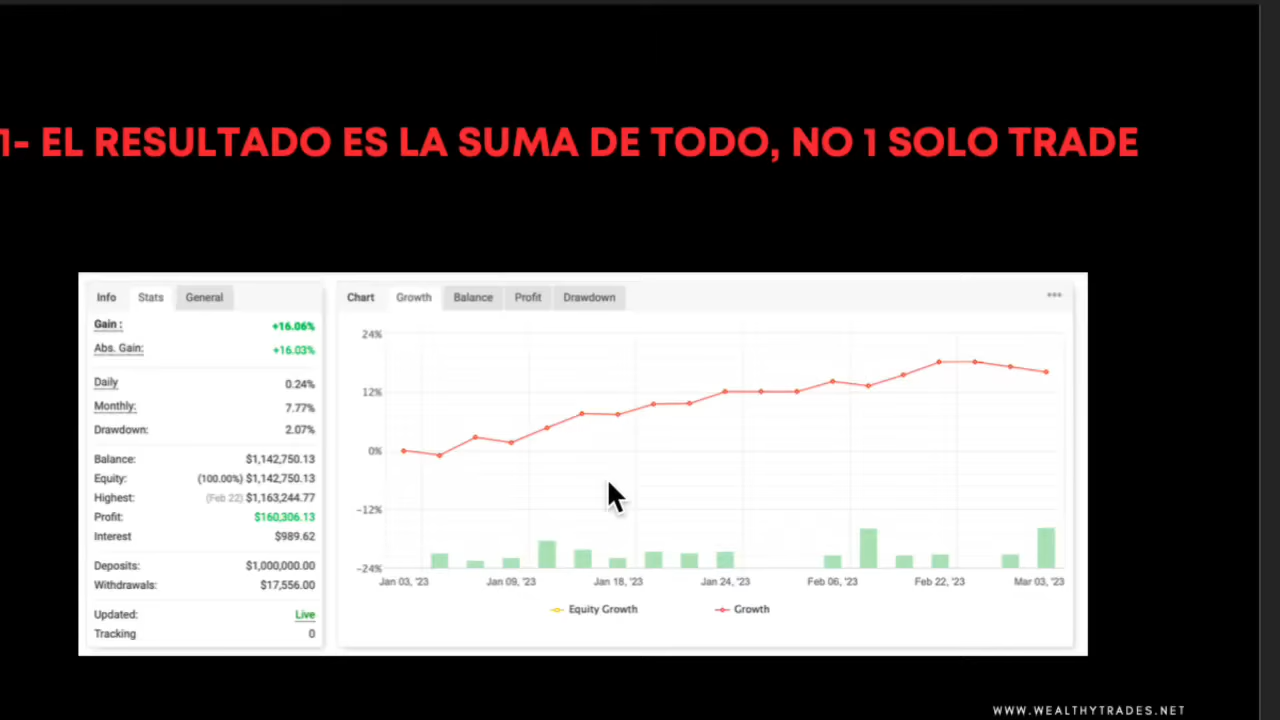 1- EL RESULTADO ES LA SUMA DE TODO, NO 1 SOLO TRADE
Info Stats General
Gain : +16.06%
Abs. Gain: +16.03%
Daily 0.24%
Monthly: 7.77%
Drawdown: 2.07%
Balance: $1,142,750.13
Equity: (100.00%) $1,142,750.13
Highest: (Feb 22) $1,163,244.77
Profit: $160,306.13
Interest $989.62
Deposits: $1,000,000.00
Withdrawals: $17,556.00
Updated: Live
Tracking 0
Chart Growth Balance Profit Drawdown
24%
12%
0%
-12%
-24%
Jan 03, '23 Jan 09, '23 Jan 18, '23 Jan 24, '23 Feb 06, '23 Feb 22, '23 Mar 03, '23
Equity Growth Growth
WWW.WEALTHYTRADES.NET